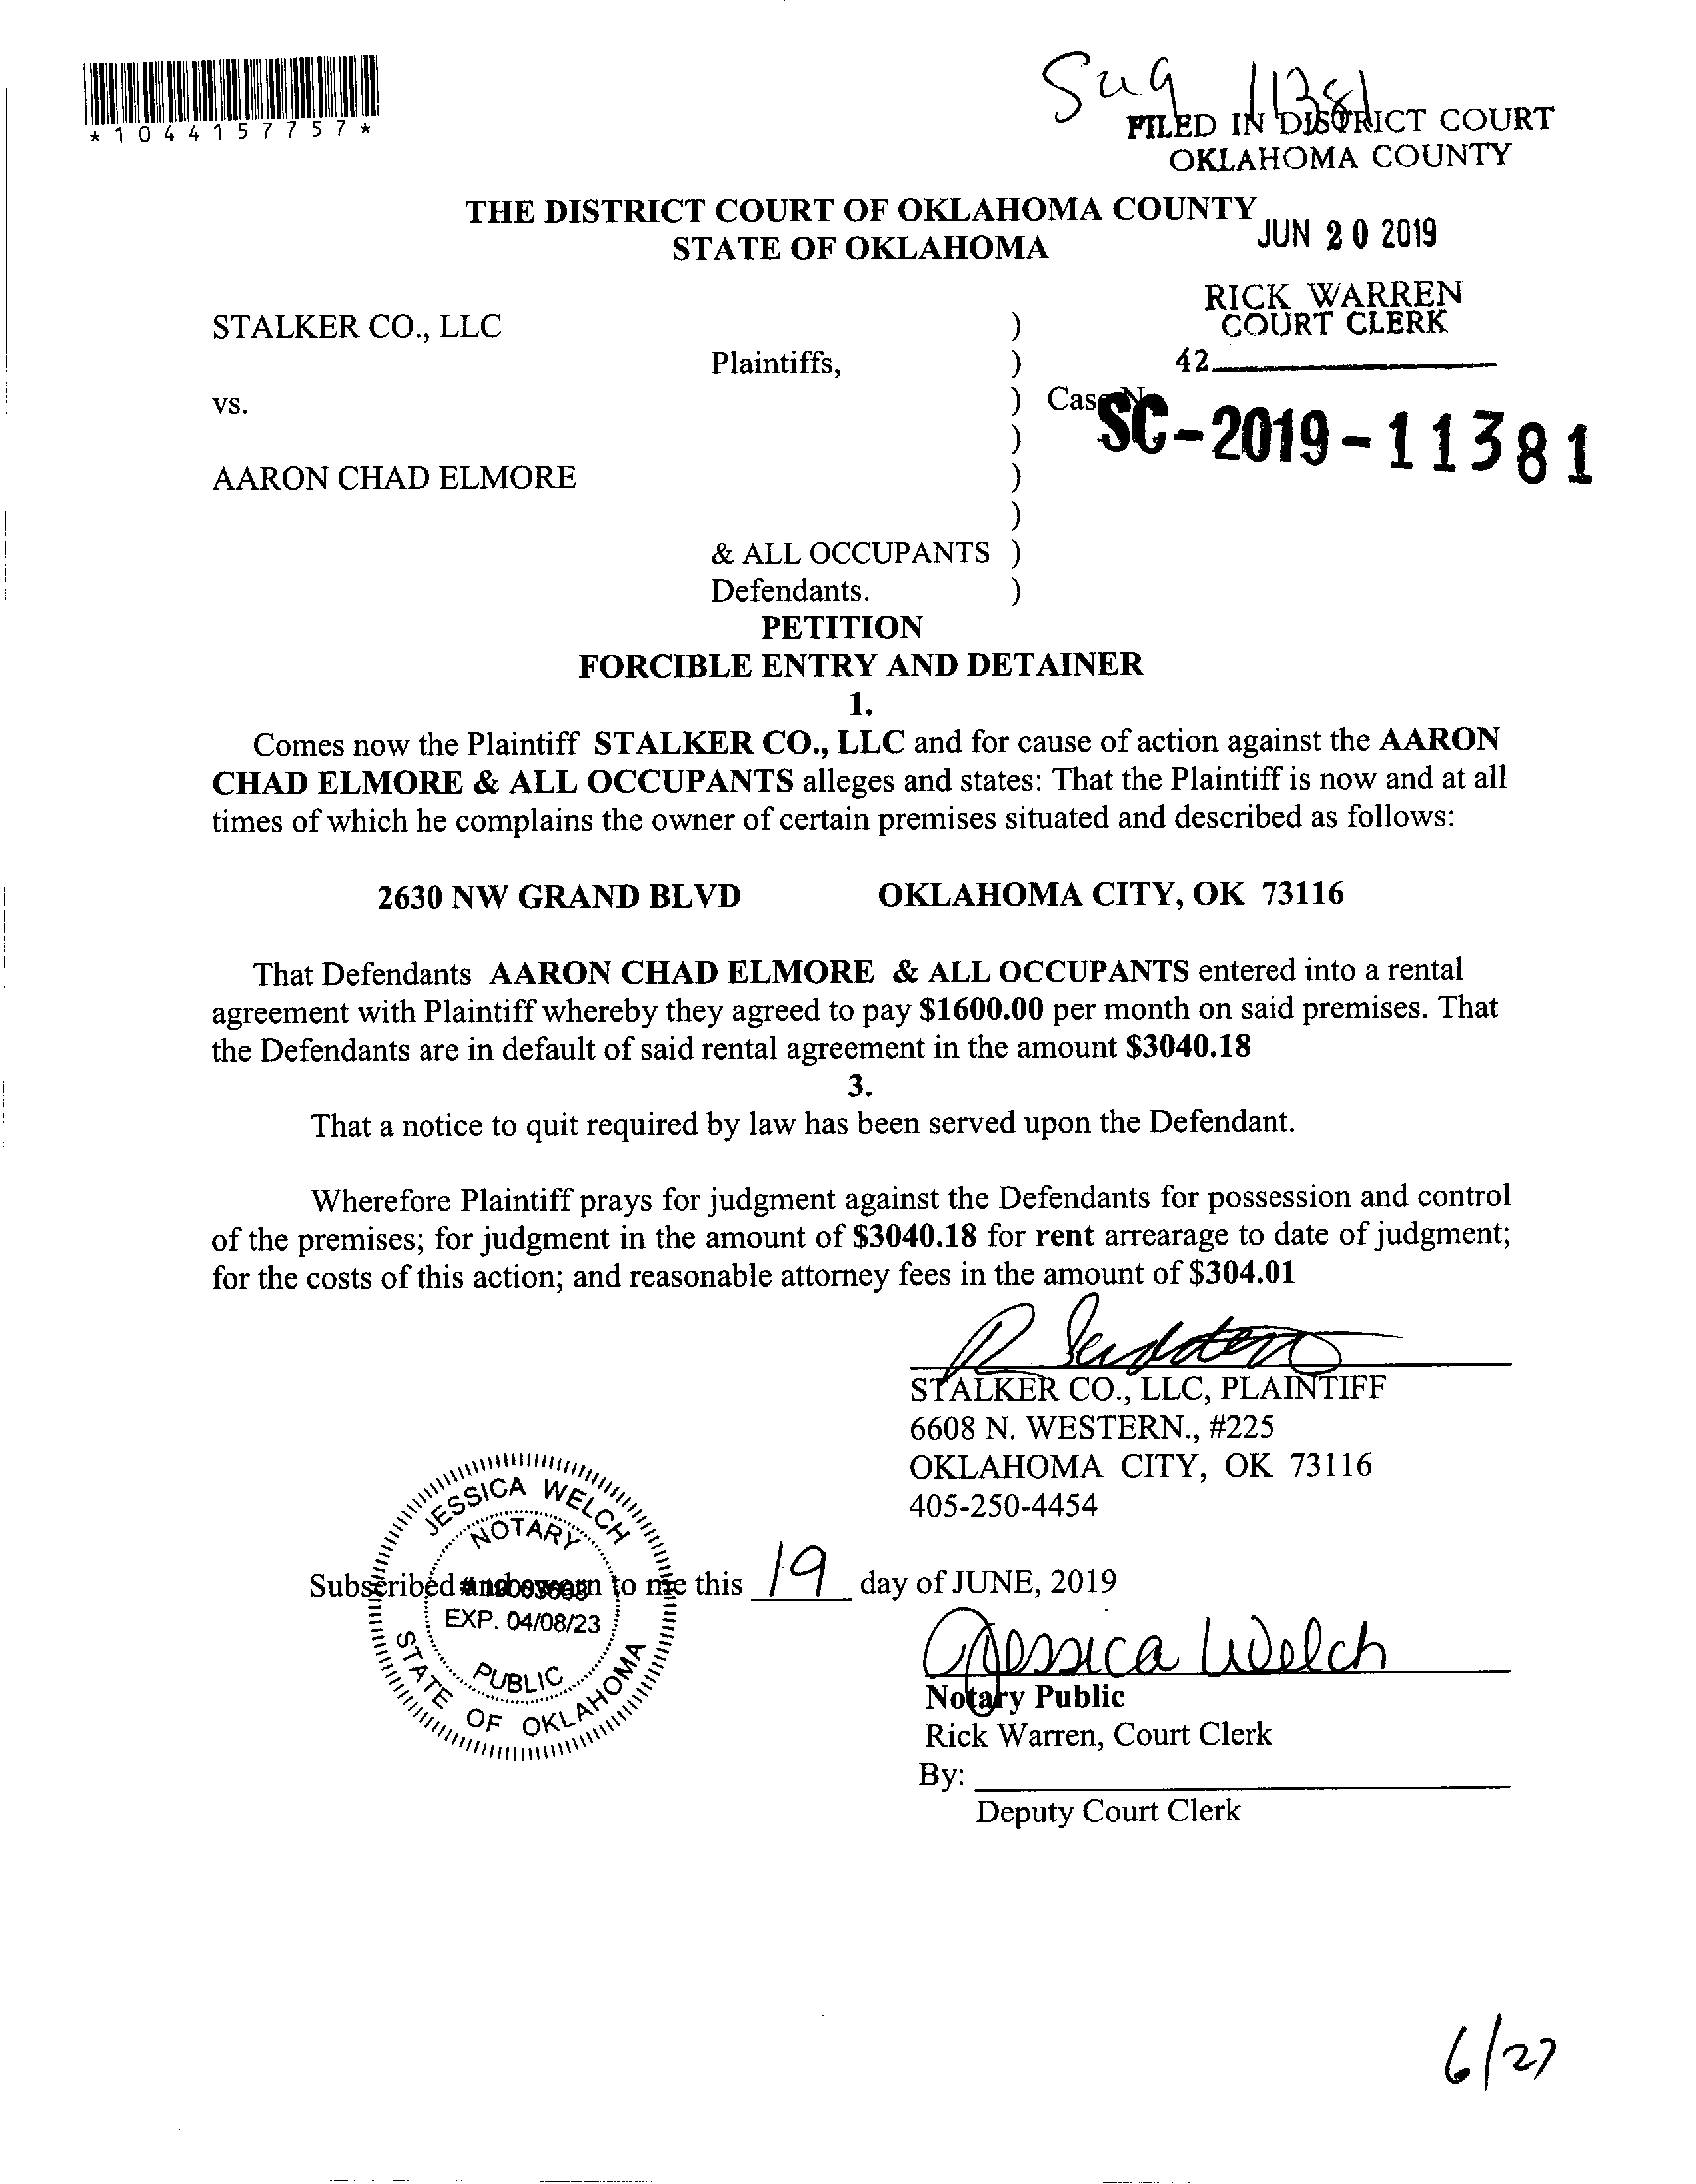 *1044157757*
11381
FILED IN DISTRICT COURT
OKLAHOMA COUNTY
THE DISTRICT COURT OF OKLAHOMA COUNTY
STATE OF OKLAHOMA
JUN 20 2019
RICK WARREN
COURT CLERK
42
STALKER CO., LLC )
Plaintiffs, )
vs. ) Case No
SC-2019-11381
)
AARON CHAD ELMORE )
)
& ALL OCCUPANTS )
Defendants. )
PETITION
FORCIBLE ENTRY AND DETAINER
1.
Comes now the Plaintiff STALKER CO., LLC and for cause of action against the AARON
CHAD ELMORE & ALL OCCUPANTS alleges and states: That the Plaintiff is now and at all
times of which he complains the owner of certain premises situated and described as follows:
2630 NW GRAND BLVD OKLAHOMA CITY, OK 73116
That Defendants AARON CHAD ELMORE & ALL OCCUPANTS entered into a rental
agreement with Plaintiff whereby they agreed to pay $1600.00 per month on said premises. That
the Defendants are in default of said rental agreement in the amount $3040.18
3.
That a notice to quit required by law has been served upon the Defendant.
Wherefore Plaintiff prays for judgment against the Defendants for possession and control
of the premises; for judgment in the amount of $3040.18 for rent arrearage to date of judgment;
for the costs of this action; and reasonable attorney fees in the amount of $304.01
STALKER CO., LLC, PLAINTIFF
6608 N. WESTERN., #225
OKLAHOMA CITY, OK 73116
405-250-4454
JESSICA WELCH
NOTARY
Subscribed and sworn to me this 19 day of JUNE, 2019
EXP. 04/08/23
PUBLIC
STATE OF OKLAHOMA
Jessica Welch
Notary Public
Rick Warren, Court Clerk
By:
Deputy Court Clerk
6/27